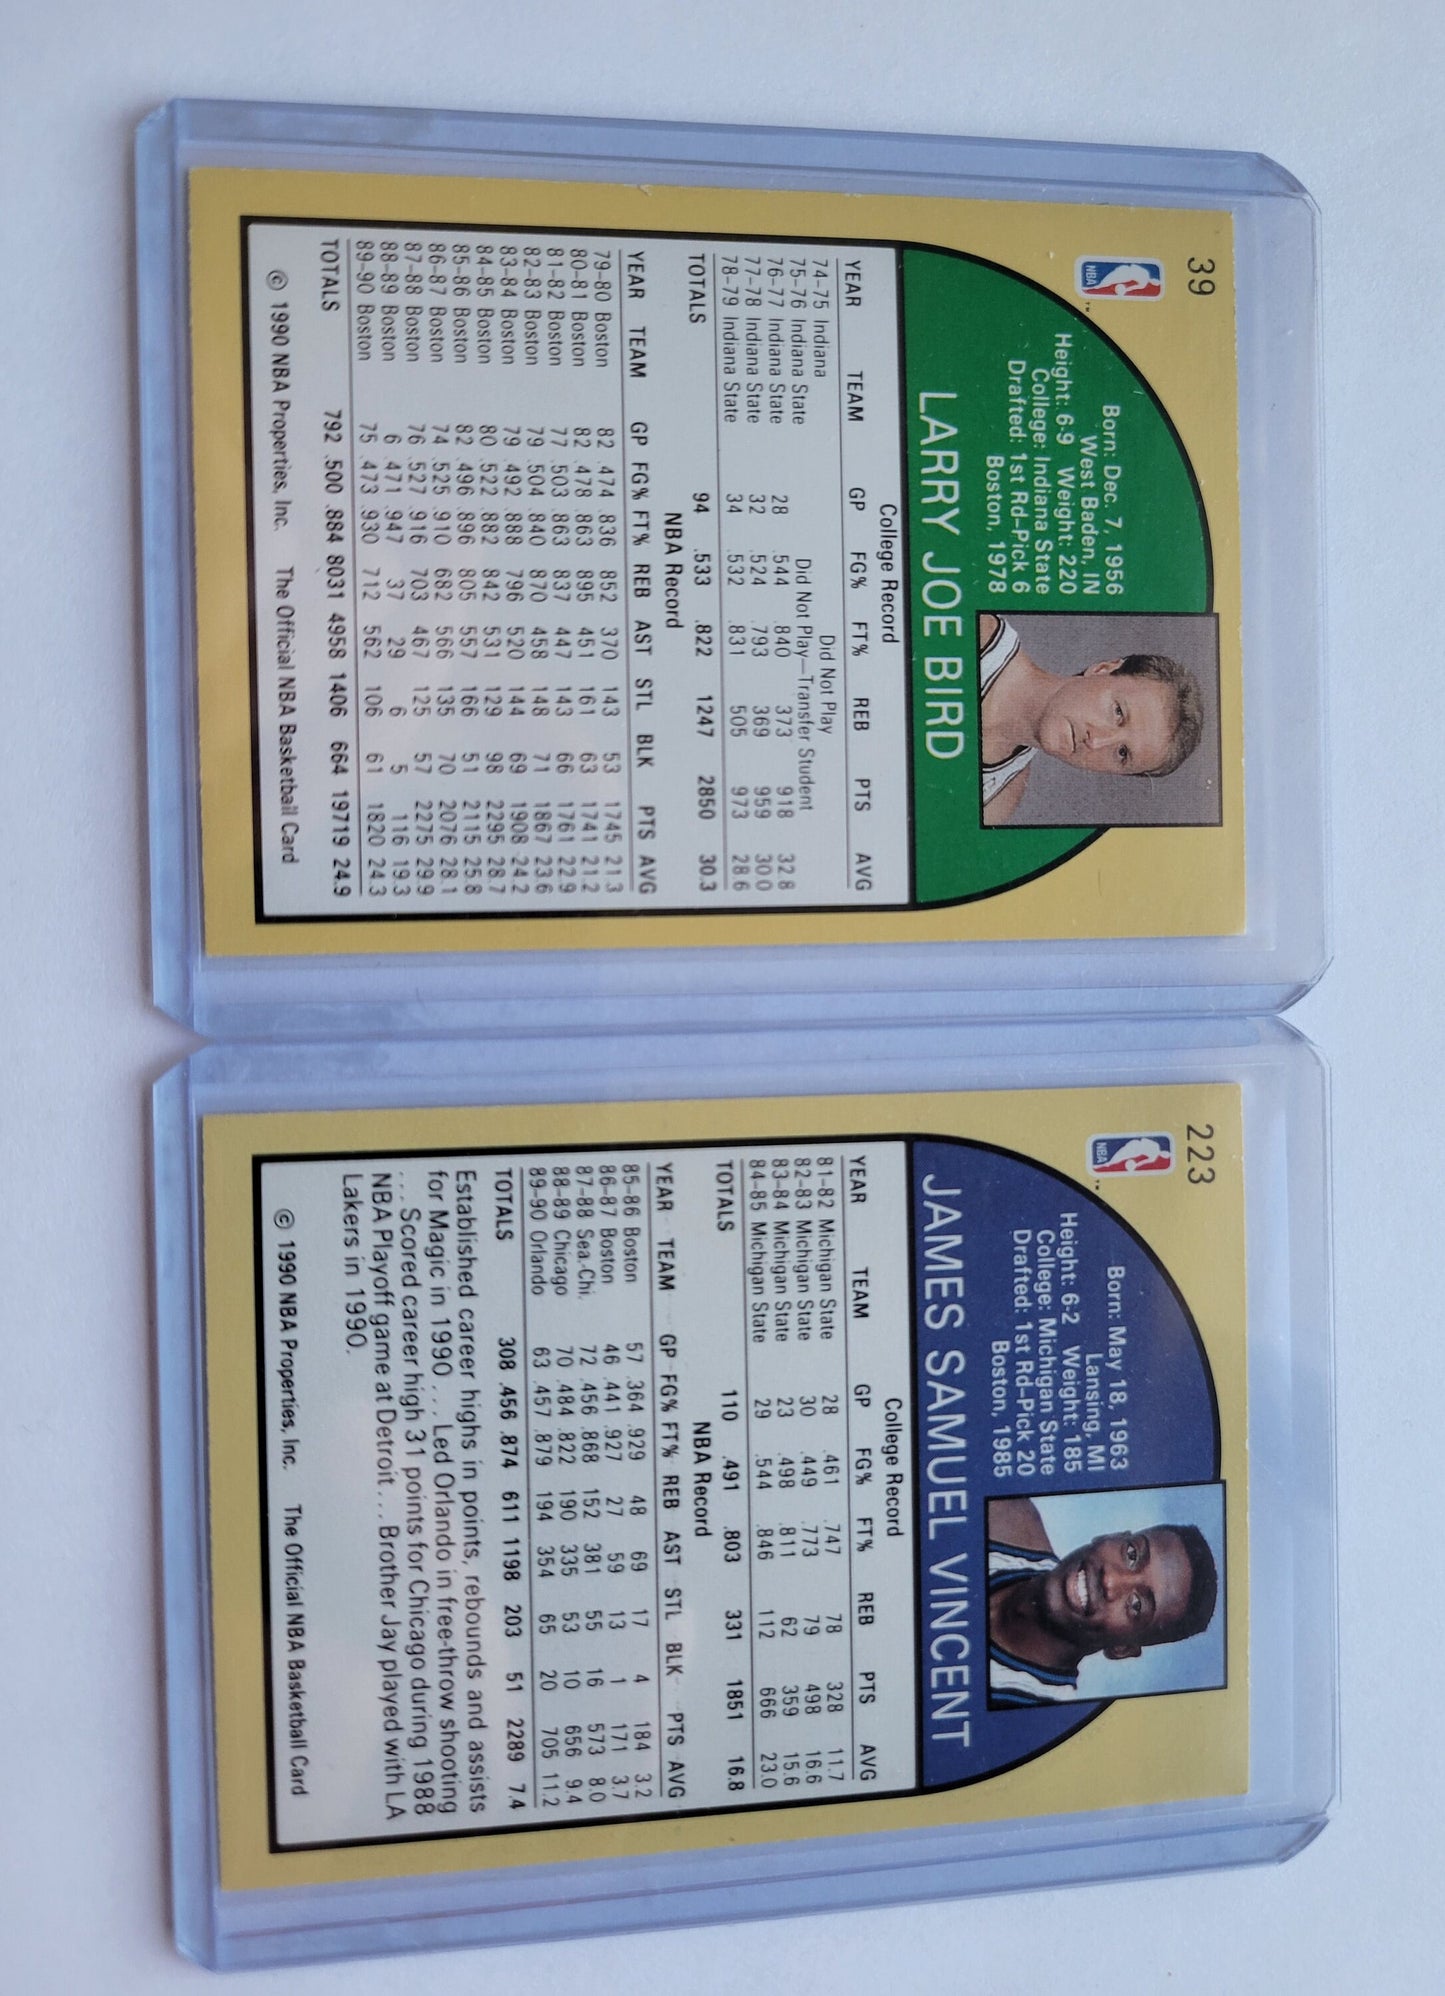 39
NBA
Born: Dec. 7, 1956
West Baden, IN
Height: 6-9 Weight: 220
College: Indiana State
Drafted: 1st Rd-Pick 6
Boston, 1978
LARRY JOE BIRD
College Record
YEAR TEAM GP FG% FT% REB PTS AVG
74-75 Indiana Did Not Play
75-76 Indiana State Did Not Play—Transfer Student
76-77 Indiana State 28 .544 .840 373 918 32.8
77-78 Indiana State 32 .524 .793 369 959 30.0
78-79 Indiana State 34 .532 .831 505 973 28.6
TOTALS 94 .533 .822 1247 2850 30.3
NBA Record
YEAR TEAM GP FG% FT% REB AST STL BLK PTS AVG
79-80 Boston 82 .474 .836 852 370 143 53 1745 21.3
80-81 Boston 82 .478 .863 895 451 161 63 1741 21.2
81-82 Boston 77 .503 .863 837 447 143 66 1761 22.9
82-83 Boston 79 .504 .840 870 458 148 71 1867 23.6
83-84 Boston 79 .492 .888 796 520 144 69 1908 24.2
84-85 Boston 80 .522 .882 842 531 129 98 2295 28.7
85-86 Boston 82 .496 .896 805 557 166 51 2115 25.8
86-87 Boston 74 .525 .910 682 566 135 70 2076 28.1
87-88 Boston 76 .527 .916 703 467 125 57 2275 29.9
88-89 Boston 6 .471 .947 37 29 6 5 116 19.3
89-90 Boston 75 .473 .930 712 562 106 61 1820 24.3
TOTALS 792 .500 .884 8031 4958 1406 664 19719 24.9
© 1990 NBA Properties, Inc. The Official NBA Basketball Card
223
NBA
Born: May 18, 1963
Lansing, MI
Height: 6-2 Weight: 185
College: Michigan State
Drafted: 1st Rd-Pick 20
Boston, 1985
JAMES SAMUEL VINCENT
College Record
YEAR TEAM GP FG% FT% REB PTS AVG
81-82 Michigan State 28 .461 .747 78 328 11.7
82-83 Michigan State 30 .449 .773 79 498 16.6
83-84 Michigan State 23 .498 .811 62 359 15.6
84-85 Michigan State 29 .544 .846 112 666 23.0
TOTALS 110 .491 .803 331 1851 16.8
NBA Record
YEAR TEAM GP FG% FT% REB AST STL BLK PTS AVG
85-86 Boston 57 .364 .929 48 69 17 4 184 3.2
86-87 Boston 46 .441 .927 27 59 13 1 171 3.7
87-88 Sea.-Chi. 72 .456 .868 152 381 55 16 573 8.0
88-89 Chicago 70 .484 .822 190 335 53 10 656 9.4
89-90 Orlando 63 .457 .879 194 354 65 20 705 11.2
TOTALS 308 .456 .874 611 1198 203 51 2289 7.4
Established career highs in points, rebounds and assists
for Magic in 1990 . . . Led Orlando in free-throw shooting
. . . Scored career high 31 points for Chicago during 1988
NBA Playoff game at Detroit . . . Brother Jay played with LA
Lakers in 1990.
© 1990 NBA Properties, Inc. The Official NBA Basketball Card